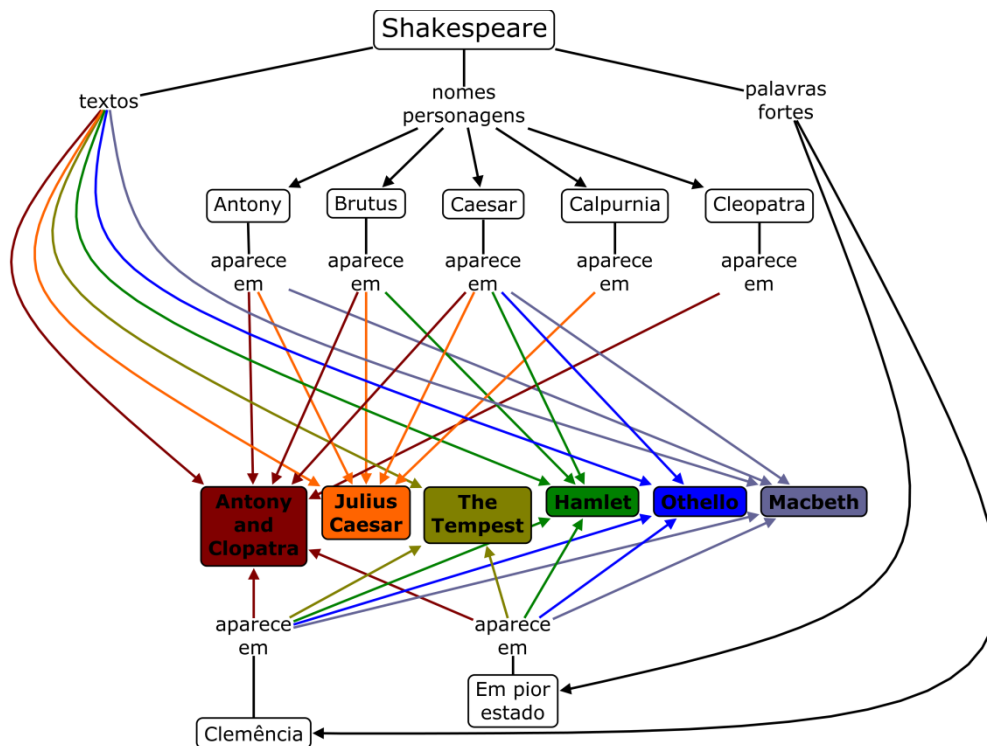 Shakespeare
textos
nomes
personagens
palavras
fortes
Antony
Brutus
Caesar
Calpurnia
Cleopatra
aparece
em
aparece
em
aparece
em
aparece
em
aparece
em
Antony
and
Clopatra
Julius
Caesar
The
Tempest
Hamlet
Othello
Macbeth
aparece
em
aparece
em
Em pior
estado
Clemência